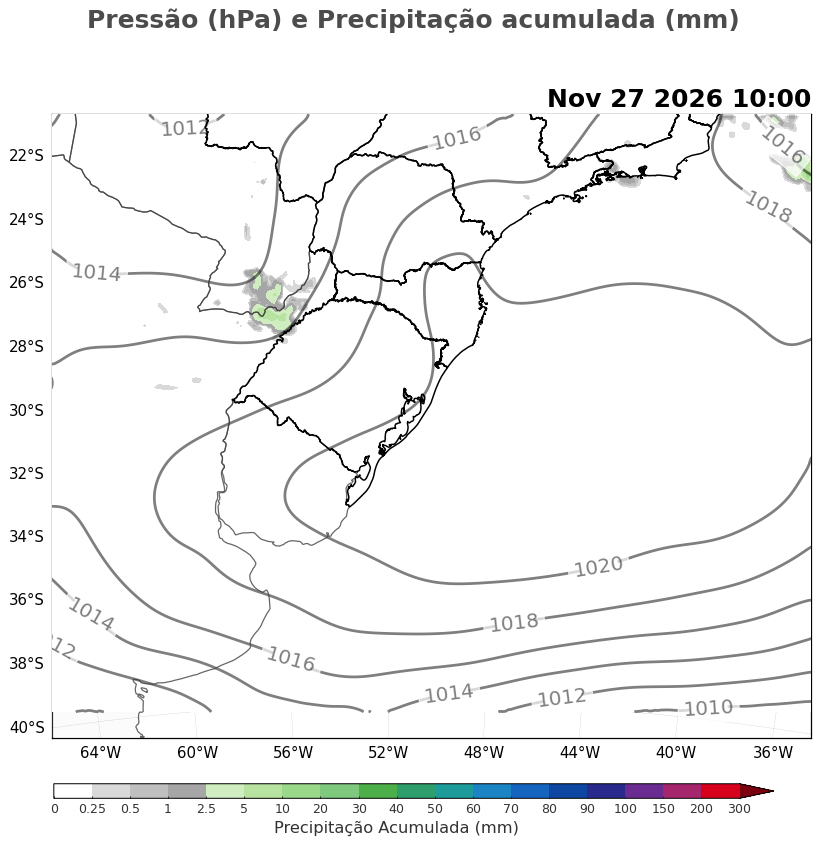 Pressão (hPa) e Precipitação acumulada (mm)
Nov 27 2026 10:00
1012
1016
1016
1018
1014
1020
1018
1016
1014
1012
1014
1012
1010
22°S
24°S
26°S
28°S
30°S
32°S
34°S
36°S
38°S
40°S
64°W 60°W 56°W 52°W 48°W 44°W 40°W 36°W
0 0.25 0.5 1 2.5 5 10 20 30 40 50 60 70 80 90 100 150 200 300
Precipitação Acumulada (mm)